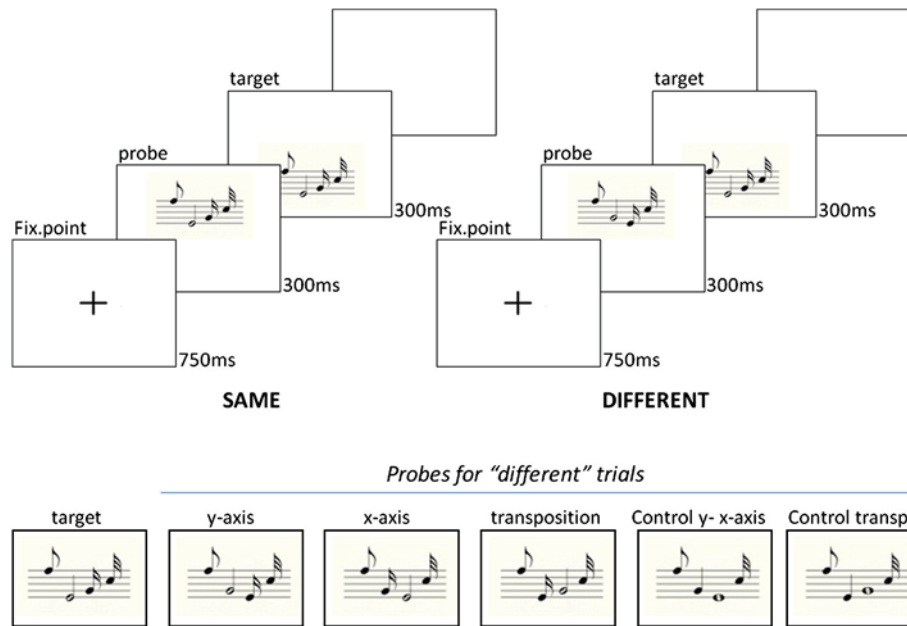 target
target
probe
probe
300ms
300ms
Fix.point
Fix.point
300ms
300ms
750ms
750ms
SAME
DIFFERENT
Probes for “different” trials
target
y-axis
x-axis
transposition
Control y- x-axis
Control transp